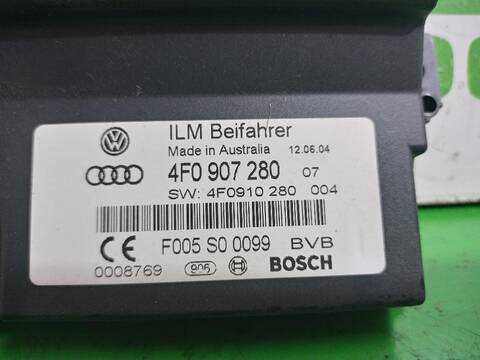 ILM Beifahrer
Made in Australia 12.06.04
4F0 907 280 07
SW: 4F0910 280 004
CE F005 S0 0099 BVB
0008769 906 BOSCH